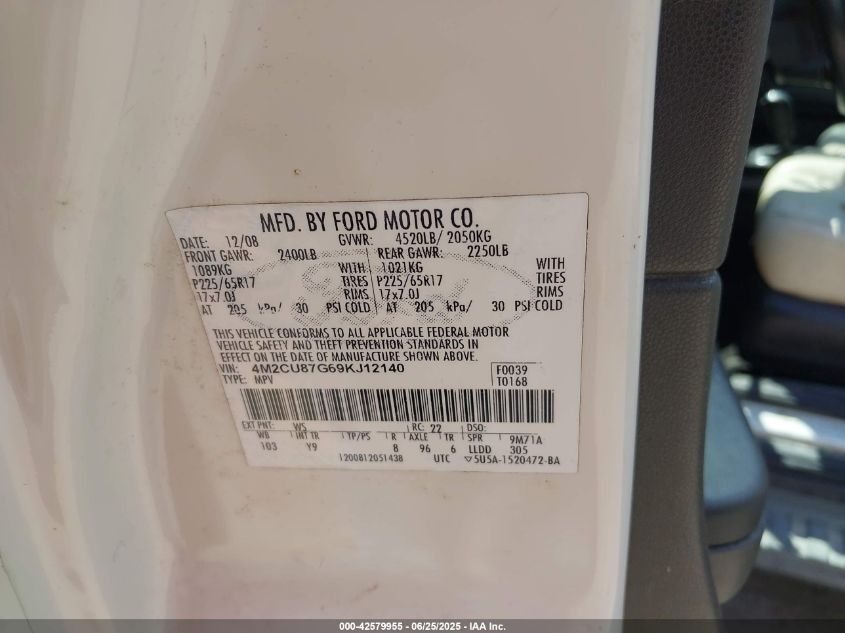 MFD. BY FORD MOTOR CO.
DATE: 12/08 GVWR: 4520LB/ 2050KG
FRONT GAWR: 2400LB REAR GAWR: 2250LB
1089KG WITH 1021KG WITH
P225/65R17 TIRES P225/65R17 TIRES
17x7.0J RIMS 17x7.0J RIMS
AT 205 kPa/ 30 PSI COLD AT 205 kPa/ 30 PSI COLD
THIS VEHICLE CONFORMS TO ALL APPLICABLE FEDERAL MOTOR
VEHICLE SAFETY AND THEFT PREVENTION STANDARDS IN
EFFECT ON THE DATE OF MANUFACTURE SHOWN ABOVE.
VIN: 4M2CU87G69KJ12140 F0039
TYPE: MPV T0168
EXT PNT: WS RC: 22 DSO:
WB INT TR TP/PS R AXLE TR SPR 9M71A
103 Y9 8 96 6 LLDD 305
1200812051438 UTC ▽5U5A-1520472-BA
000-42579955 - 06/25/2025 - IAA Inc.